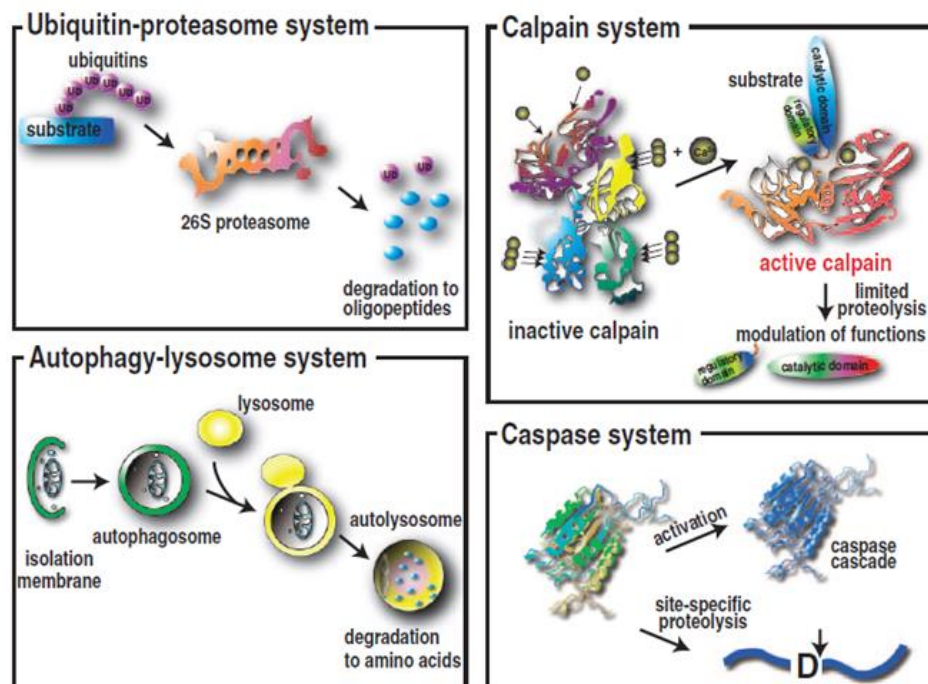 Ubiquitin-proteasome system
ubiquitins
Ub Ub Ub Ub Ub Ub
substrate
26S proteasome
Ub Ub
degradation to
oligopeptides
Autophagy-lysosome system
lysosome
isolation
membrane
autophagosome
autolysosome
degradation
to amino acids
Calpain system
substrate
catalytic domain
regulatory
domain
+ Ca2+
inactive calpain
active calpain
limited
proteolysis
modulation of functions
regulatory
domain
catalytic domain
Caspase system
activation
caspase
cascade
site-specific
proteolysis
D